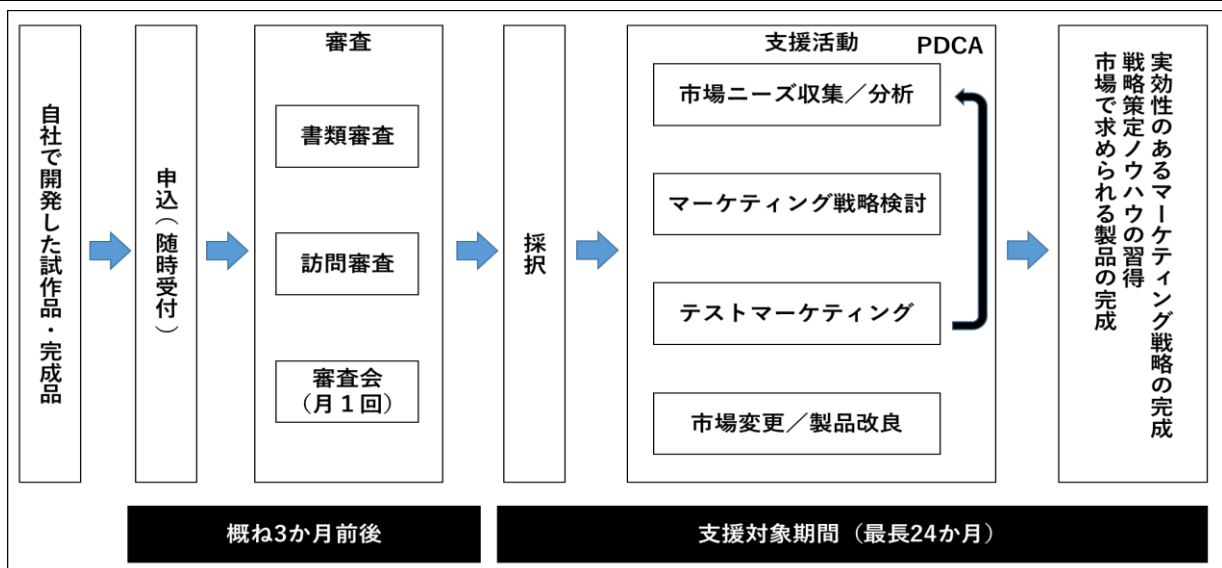 自社で開発した試作品・完成品
申込（随時受付）
審査
書類審査
訪問審査
審査会
（月１回）
採択
支援活動
PDCA
市場ニーズ収集／分析
マーケティング戦略検討
テストマーケティング
市場変更／製品改良
実効性のあるマーケティング戦略の完成
戦略策定ノウハウの習得
市場で求められる製品の完成
概ね3か月前後
支援対象期間（最長24か月）